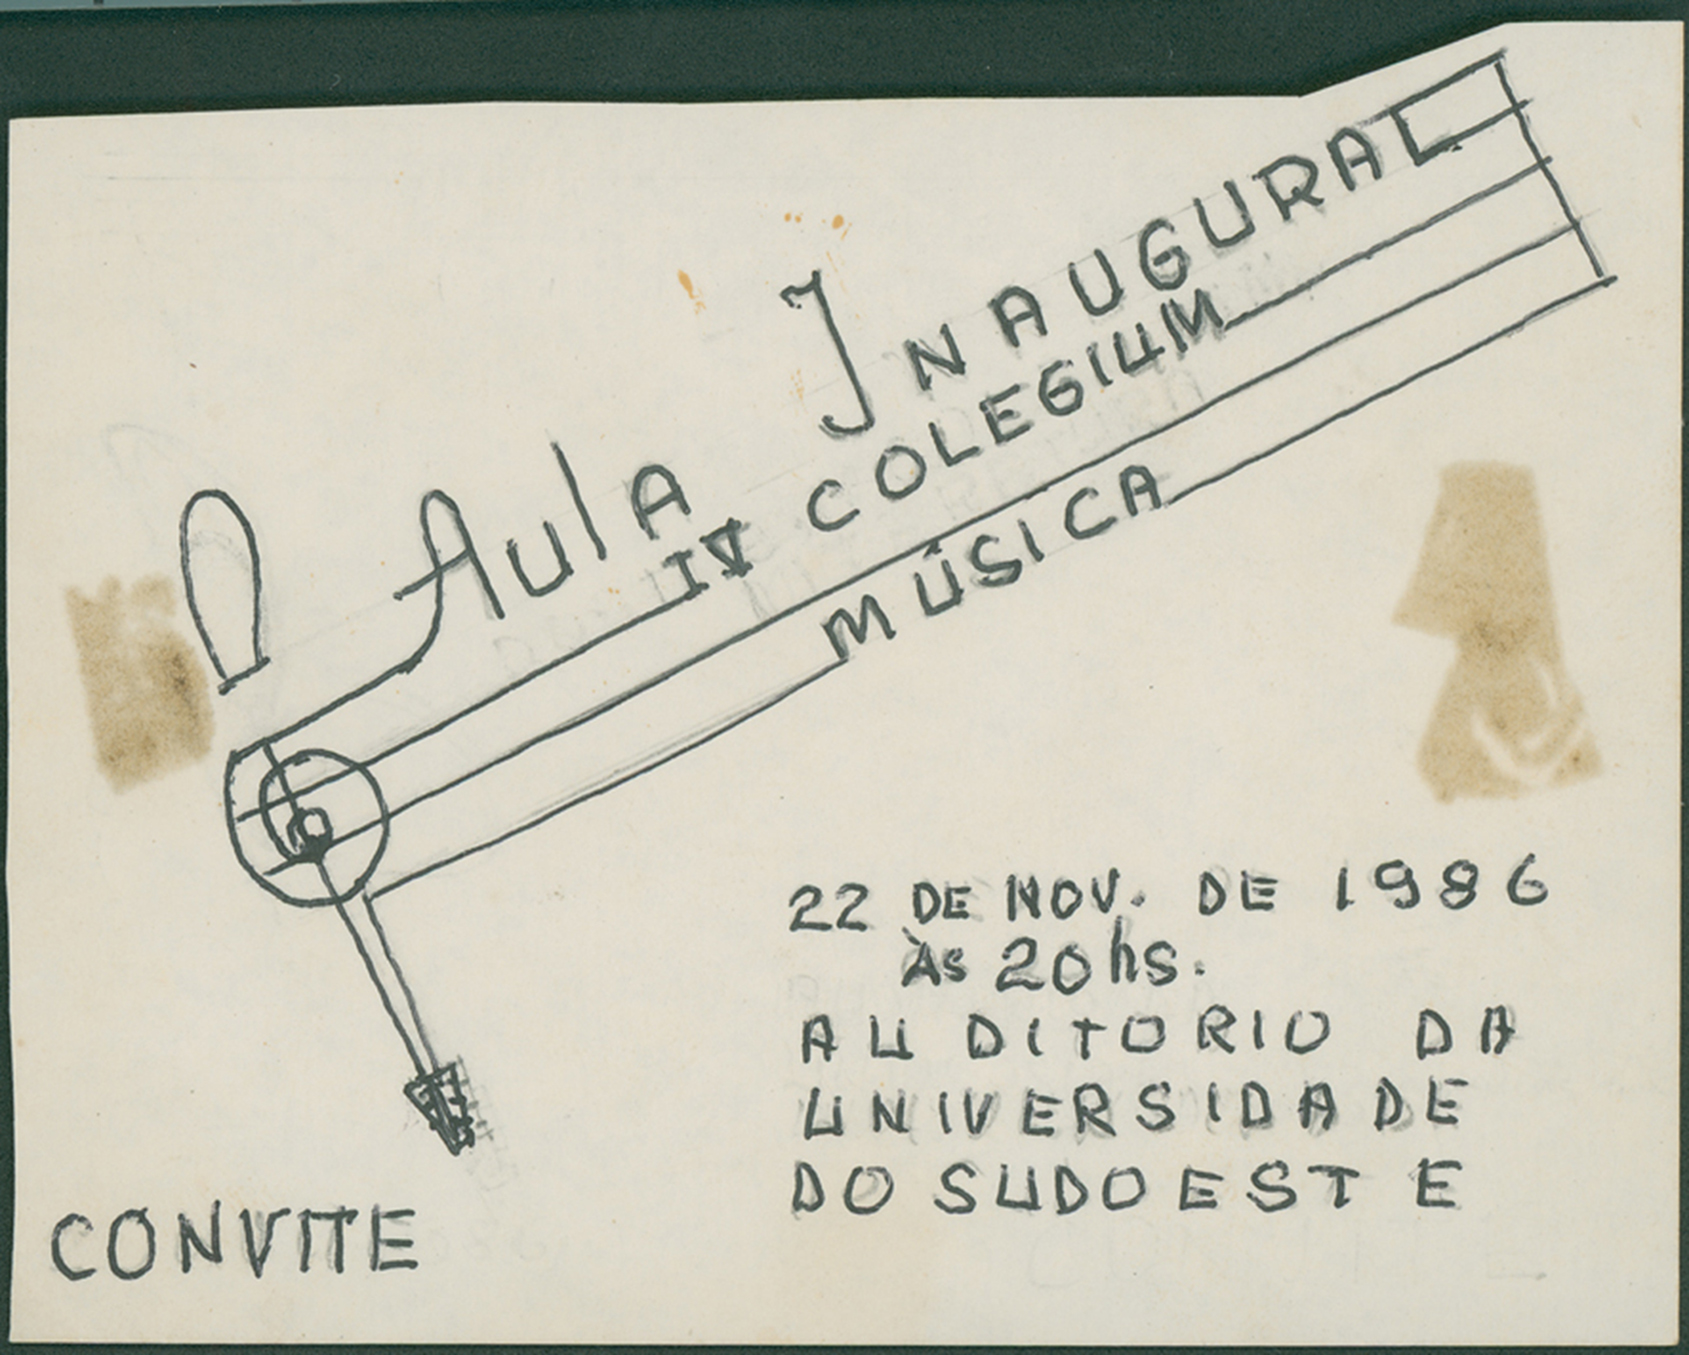 Aula Inaugural
IV COLEGIUM
MÚSICA
22 DE NOV. DE 1986
ÀS 20hs.
AUDITORIO DA
UNIVERSIDADE
DO SUDOESTE
CONVITE